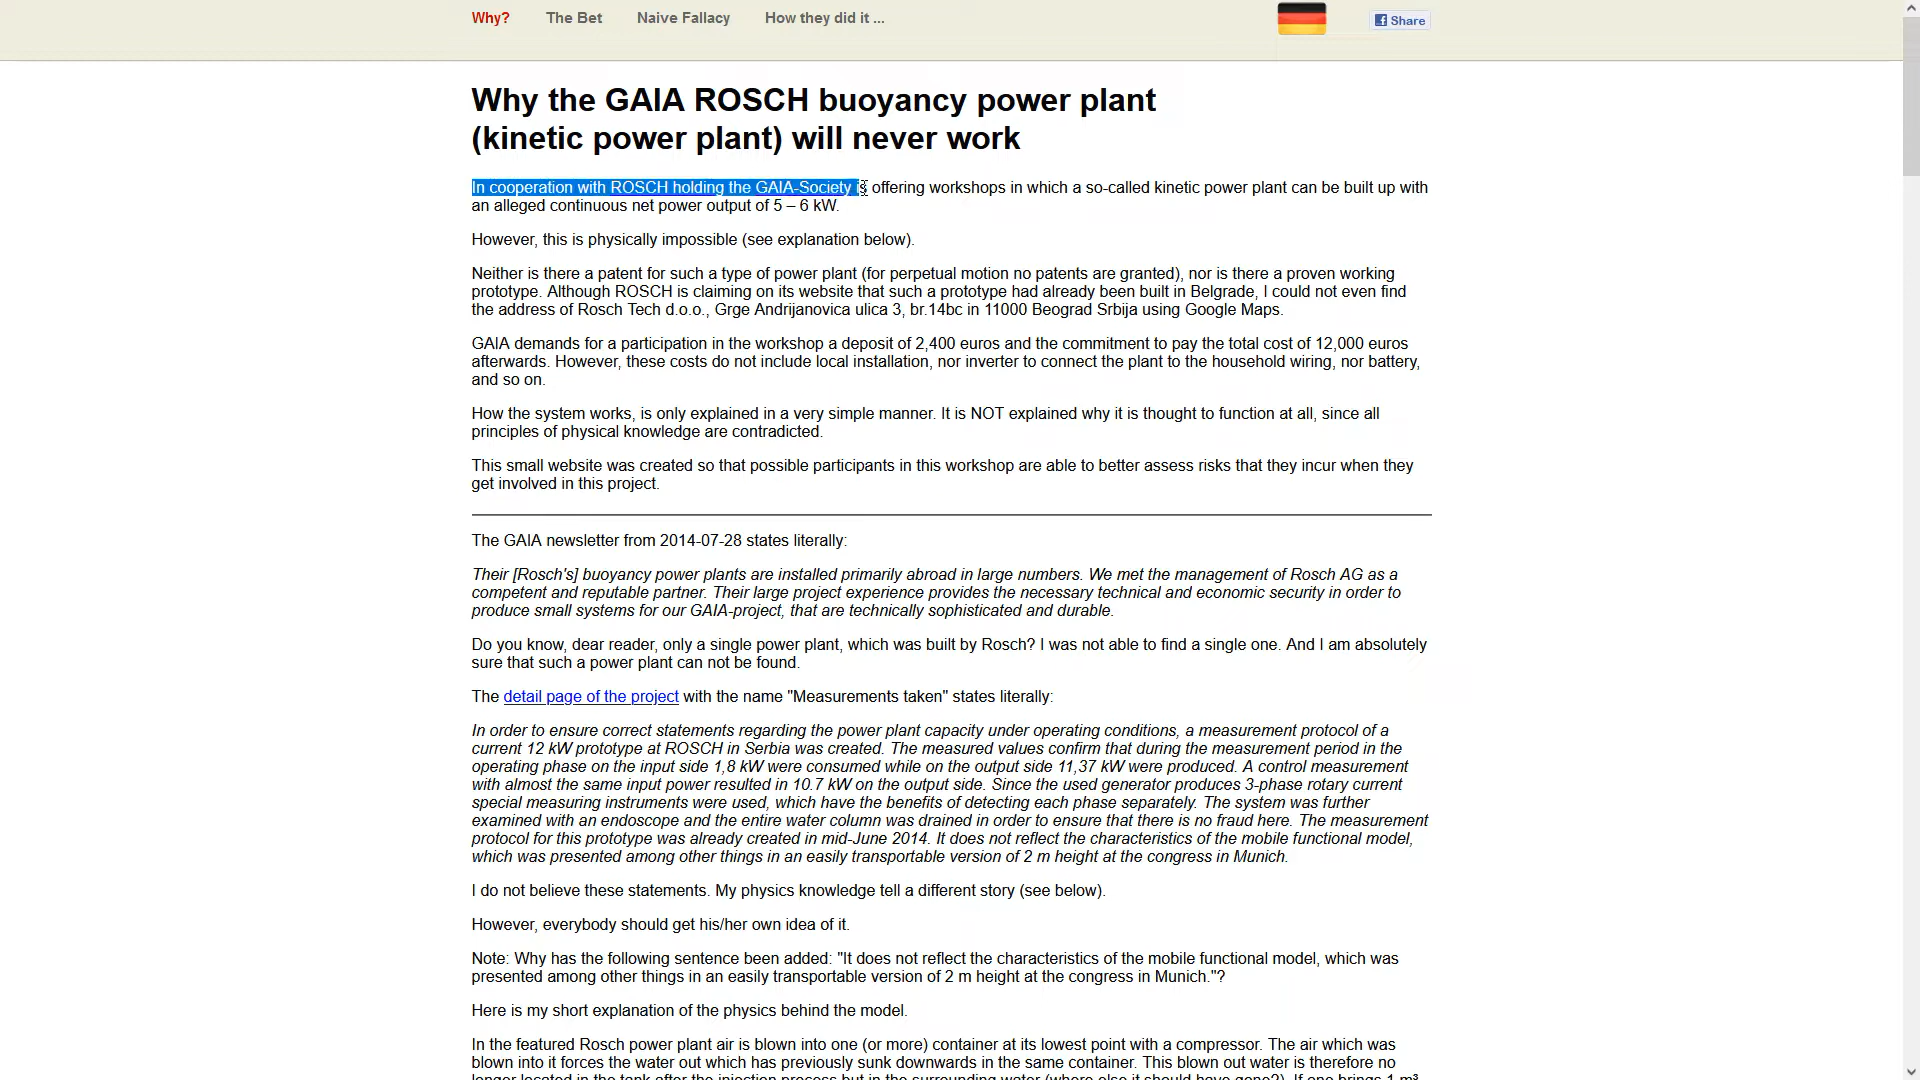 Why? The Bet Naive Fallacy How they did it ... Share
Why the GAIA ROSCH buoyancy power plant
(kinetic power plant) will never work
In cooperation with ROSCH holding the GAIA-Society is offering workshops in which a so-called kinetic power plant can be built up with
an alleged continuous net power output of 5 – 6 kW.
However, this is physically impossible (see explanation below).
Neither is there a patent for such a type of power plant (for perpetual motion no patents are granted), nor is there a proven working
prototype. Although ROSCH is claiming on its website that such a prototype had already been built in Belgrade, I could not even find
the address of Rosch Tech d.o.o., Grge Andrijanovica ulica 3, br.14bc in 11000 Beograd Srbija using Google Maps.
GAIA demands for a participation in the workshop a deposit of 2,400 euros and the commitment to pay the total cost of 12,000 euros
afterwards. However, these costs do not include local installation, nor inverter to connect the plant to the household wiring, nor battery,
and so on.
How the system works, is only explained in a very simple manner. It is NOT explained why it is thought to function at all, since all
principles of physical knowledge are contradicted.
This small website was created so that possible participants in this workshop are able to better assess risks that they incur when they
get involved in this project.
The GAIA newsletter from 2014-07-28 states literally:
Their [Rosch's] buoyancy power plants are installed primarily abroad in large numbers. We met the management of Rosch AG as a
competent and reputable partner. Their large project experience provides the necessary technical and economic security in order to
produce small systems for our GAIA-project, that are technically sophisticated and durable.
Do you know, dear reader, only a single power plant, which was built by Rosch? I was not able to find a single one. And I am absolutely
sure that such a power plant can not be found.
The detail page of the project with the name "Measurements taken" states literally:
In order to ensure correct statements regarding the power plant capacity under operating conditions, a measurement protocol of a
current 12 kW prototype at ROSCH in Serbia was created. The measured values confirm that during the measurement period in the
operating phase on the input side 1,8 kW were consumed while on the output side 11,37 kW were produced. A control measurement
with almost the same input power resulted in 10.7 kW on the output side. Since the used generator produces 3-phase rotary current
special measuring instruments were used, which have the benefits of detecting each phase separately. The system was further
examined with an endoscope and the entire water column was drained in order to ensure that there is no fraud here. The measurement
protocol for this prototype was already created in mid-June 2014. It does not reflect the characteristics of the mobile functional model,
which was presented among other things in an easily transportable version of 2 m height at the congress in Munich.
I do not believe these statements. My physics knowledge tell a different story (see below).
However, everybody should get his/her own idea of it.
Note: Why has the following sentence been added: "It does not reflect the characteristics of the mobile functional model, which was
presented among other things in an easily transportable version of 2 m height at the congress in Munich."?
Here is my short explanation of the physics behind the model.
In the featured Rosch power plant air is blown into one (or more) container at its lowest point with a compressor. The air which was
blown into it forces the water out which has previously sunk downwards in the same container. This blown out water is therefore no
longer located in the tank after the injection process but in the surrounding water (where else it should have gone?). If one brings 1 m³